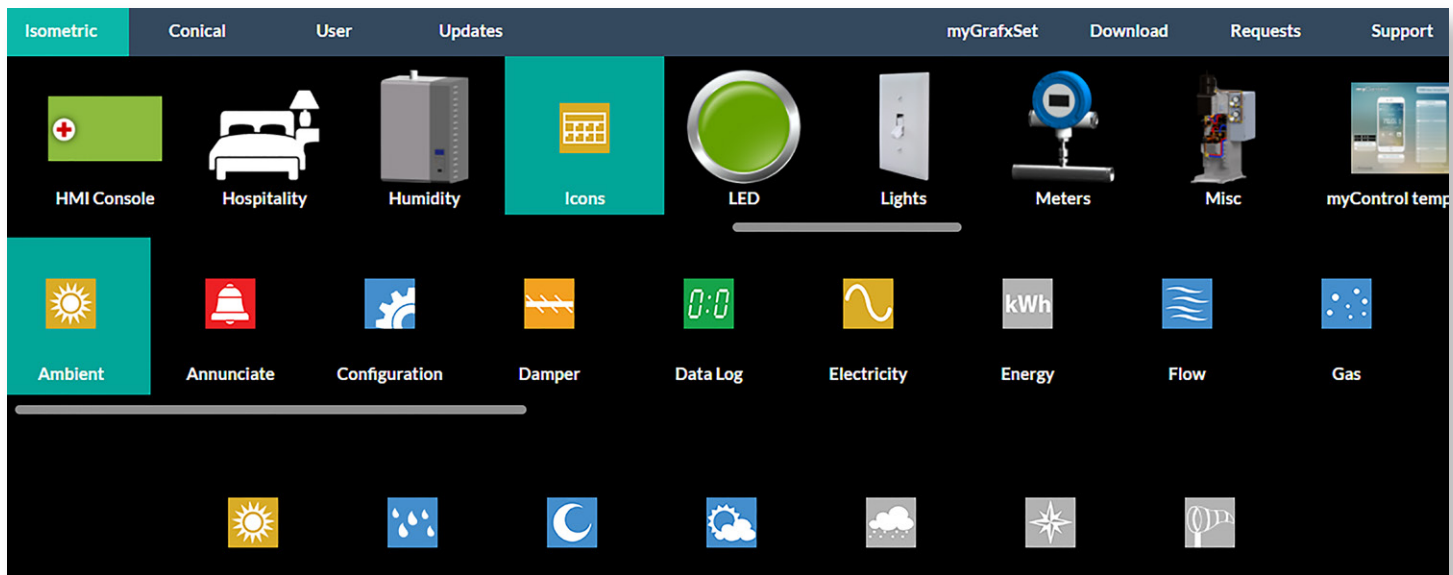 Isometric Conical User Updates myGrafxSet Download Requests Support
HMI Console Hospitality Humidity Icons LED Lights Meters Misc myControl temp
0:0 kWh
Ambient Annunciate Configuration Damper Data Log Electricity Energy Flow Gas